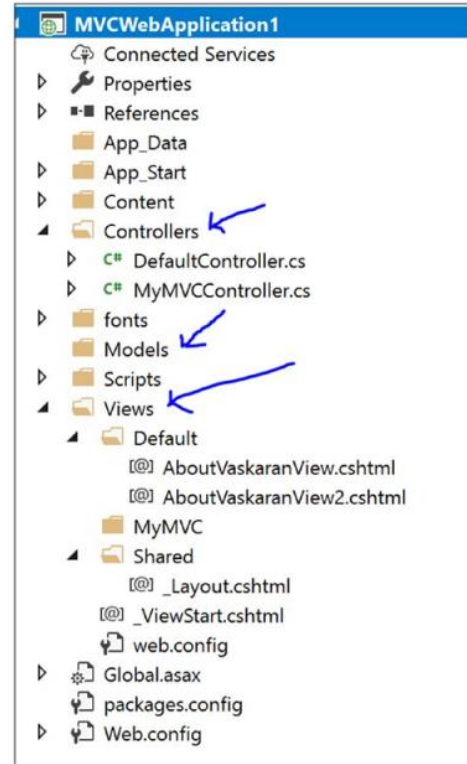 MVCWebApplication1
Connected Services
Properties
References
App_Data
App_Start
Content
Controllers
C# DefaultController.cs
C# MyMVCController.cs
fonts
Models
Scripts
Views
Default
[@] AboutVaskaranView.cshtml
[@] AboutVaskaranView2.cshtml
MyMVC
Shared
[@] _Layout.cshtml
[@] _ViewStart.cshtml
web.config
Global.asax
packages.config
Web.config